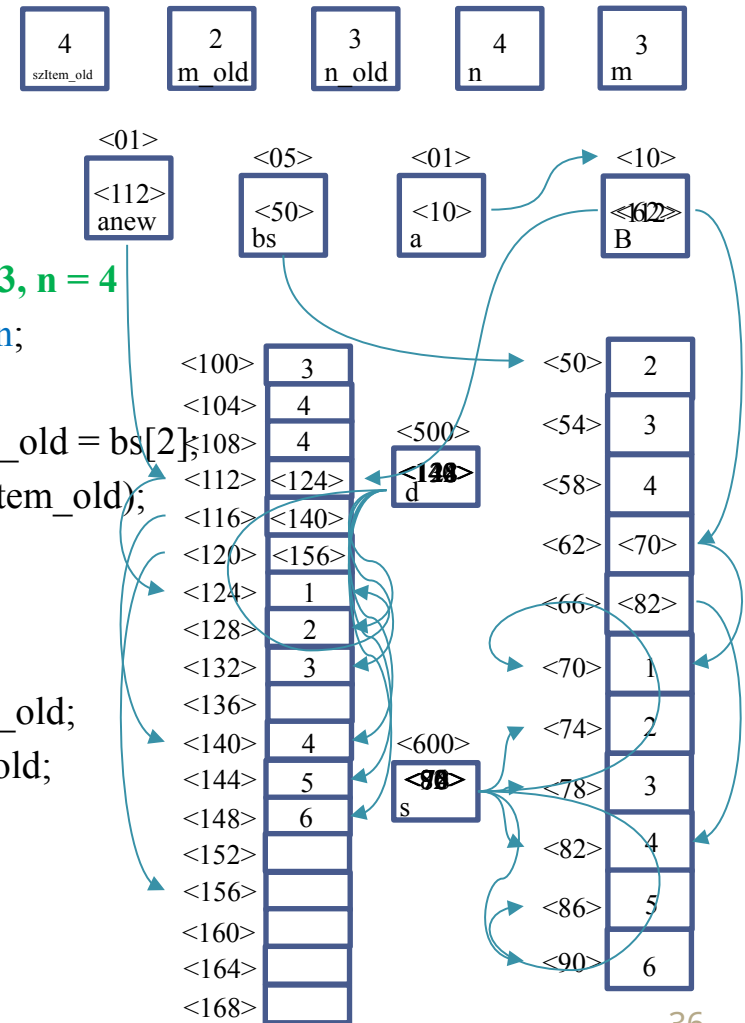 4
szItem_old
2
m_old
3
n_old
4
n
3
m
<01>
<112>
anew
<05>
<50>
bs
<01>
<10>
a
<10>
B
3, n = 4
n;
_old = bs[2];
tem_old);
_old;
old;
<100> 3
<104> 4
<108> 4
<112> <124>
<116> <140>
<120> <156>
<124> 1
<128> 2
<132> 3
<136>
<140> 4
<144> 5
<148> 6
<152>
<156>
<160>
<164>
<168>
<500>
d
<600>
s
<50> 2
<54> 3
<58> 4
<62> <70>
<66> <82>
<70> 1
<74> 2
<78> 3
<82> 4
<86> 5
<90> 6
36